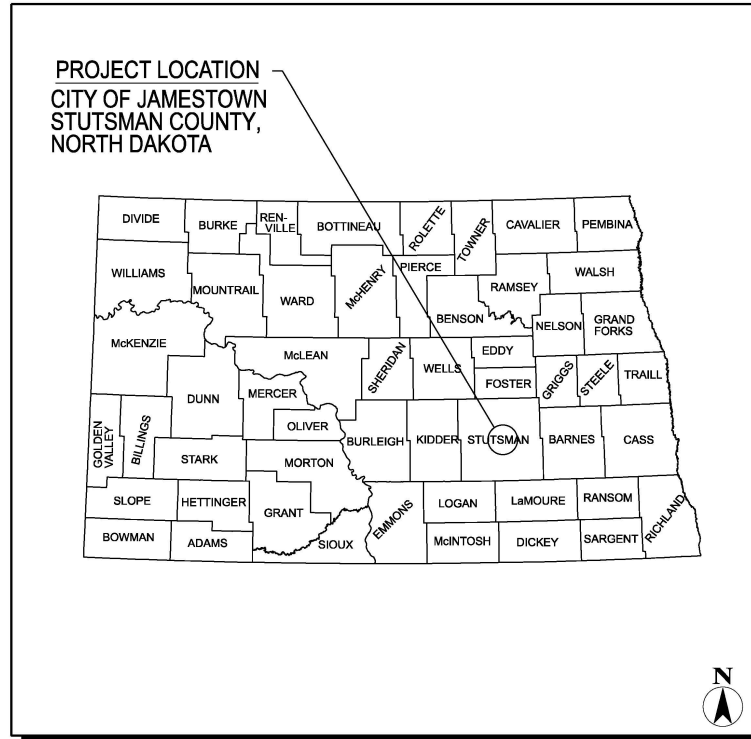 PROJECT LOCATION
CITY OF JAMESTOWN
STUTSMAN COUNTY,
NORTH DAKOTA
DIVIDE
BURKE
REN-
VILLE
BOTTINEAU
ROLETTE
TOWNER
CAVALIER
PEMBINA
WILLIAMS
MOUNTRAIL
WARD
McHENRY
PIERCE
BENSON
RAMSEY
WALSH
NELSON
GRAND
FORKS
McKENZIE
DUNN
McLEAN
MERCER
OLIVER
SHERIDAN
WELLS
EDDY
FOSTER
GRIGGS
STEELE
TRAILL
GOLDEN
VALLEY
BILLINGS
STARK
MORTON
BURLEIGH
KIDDER
STUTSMAN
BARNES
CASS
SLOPE
HETTINGER
GRANT
EMMONS
LOGAN
LaMOURE
RANSOM
RICHLAND
BOWMAN
ADAMS
SIOUX
McINTOSH
DICKEY
SARGENT
N